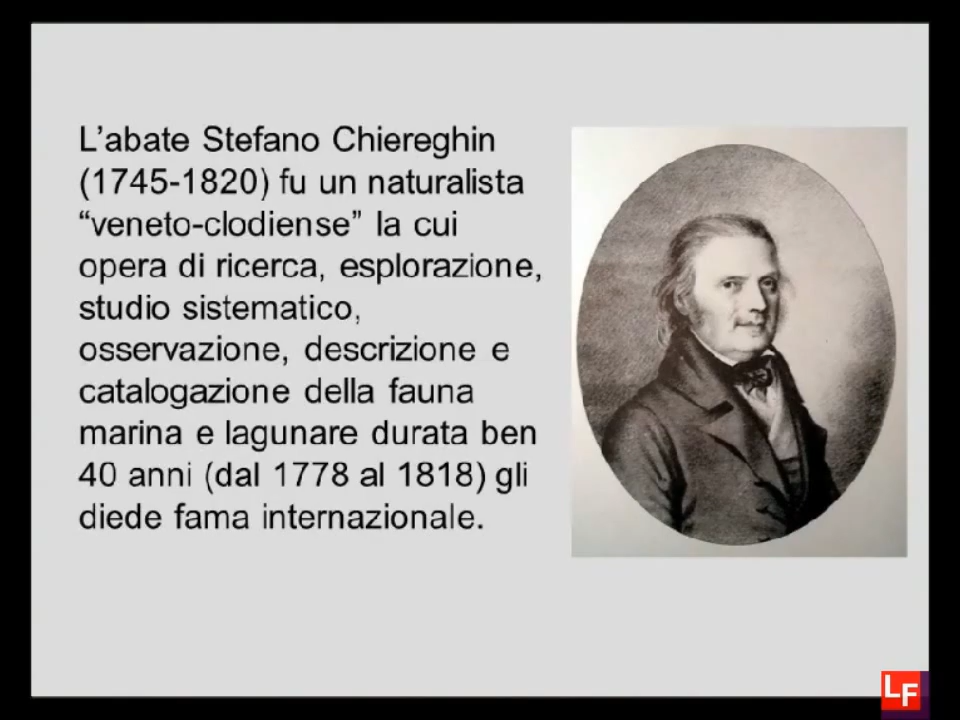 L’abate Stefano Chiereghin
(1745-1820) fu un naturalista
“veneto-clodiense” la cui
opera di ricerca, esplorazione,
studio sistematico,
osservazione, descrizione e
catalogazione della fauna
marina e lagunare durata ben
40 anni (dal 1778 al 1818) gli
diede fama internazionale.
LF